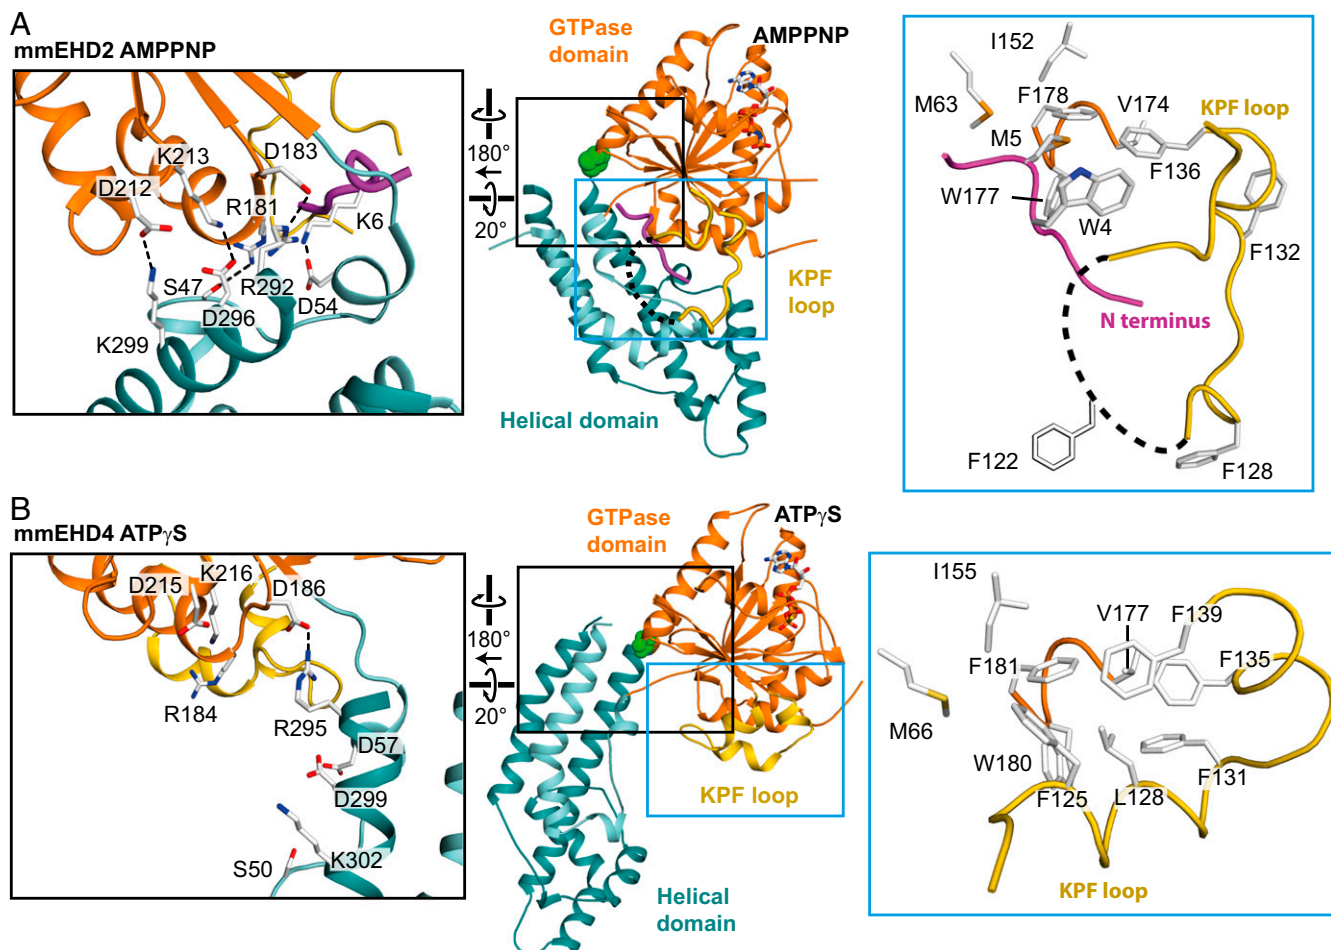 A
mmEHD2 AMPPNP
D183
K213
D212
R181
K6
S47
R292
D54
D296
K299
180°
20°
GTPase
domain
AMPPNP
KPF
loop
Helical domain
I152
M63
F178
V174
KPF loop
M5
F136
W177
W4
F132
N terminus
F122
F128
B
mmEHD4 ATPγS
K216
D215
D186
R184
R295
D57
D299
K302
S50
180°
20°
GTPase
domain
ATPγS
KPF loop
Helical
domain
I155
V177
F139
F181
F135
M66
W180
F125
L128
F131
KPF loop